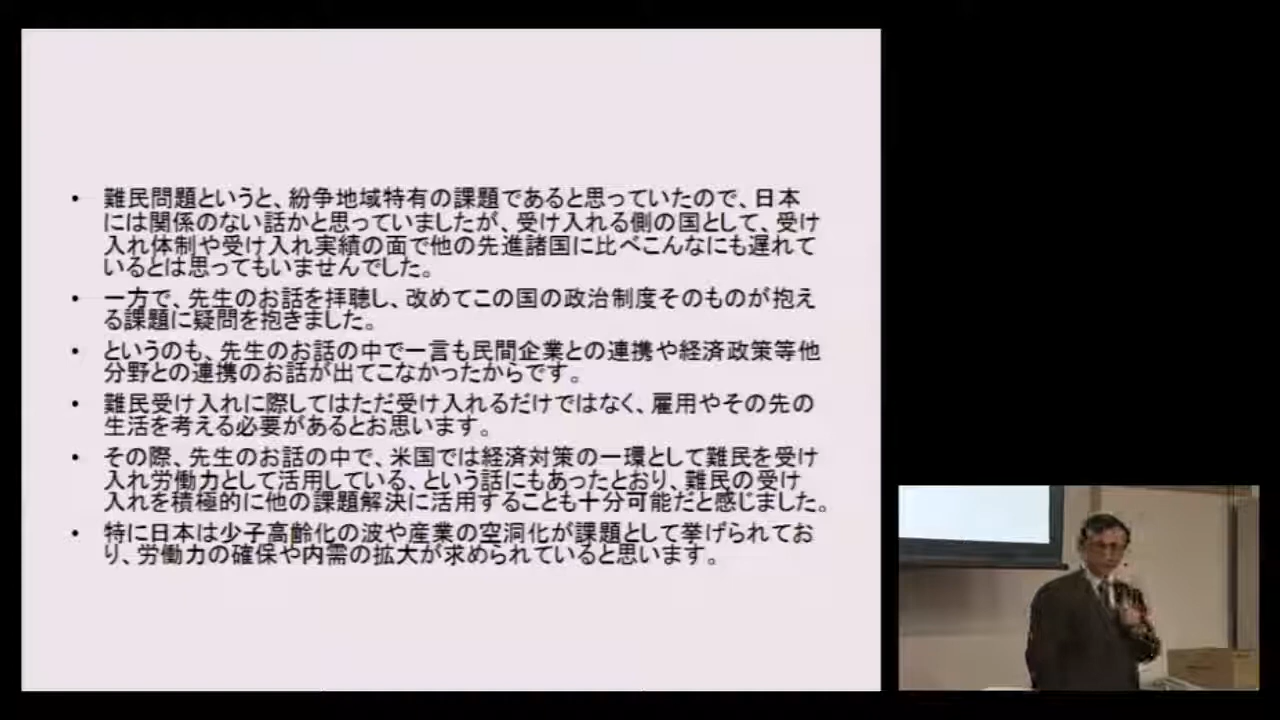 • 難民問題というと、紛争地域特有の課題であると思っていたので、日本
には関係のない話かと思っていましたが、受け入れる側の国として、受け
入れ体制や受け入れ実績の面で他の先進諸国に比べこんなにも遅れて
いるとは思ってもいませんでした。
• 一方で、先生のお話を拝聴し、改めてこの国の政治制度そのものが抱え
る課題に疑問を抱きました。
• というのも、先生のお話の中で一言も民間企業との連携や経済政策等他
分野との連携のお話が出てこなかったからです。
• 難民受け入れに際してはただ受け入れるだけではなく、雇用やその先の
生活を考える必要があるとお思います。
• その際、先生のお話の中で、米国では経済対策の一環として難民を受け
入れ労働力として活用している、という話にもあったとおり、難民の受け
入れを積極的に他の課題解決に活用することも十分可能だと感じました。
• 特に日本は少子高齢化の波や産業の空洞化が課題として挙げられてお
り、労働力の確保や内需の拡大が求められていると思います。